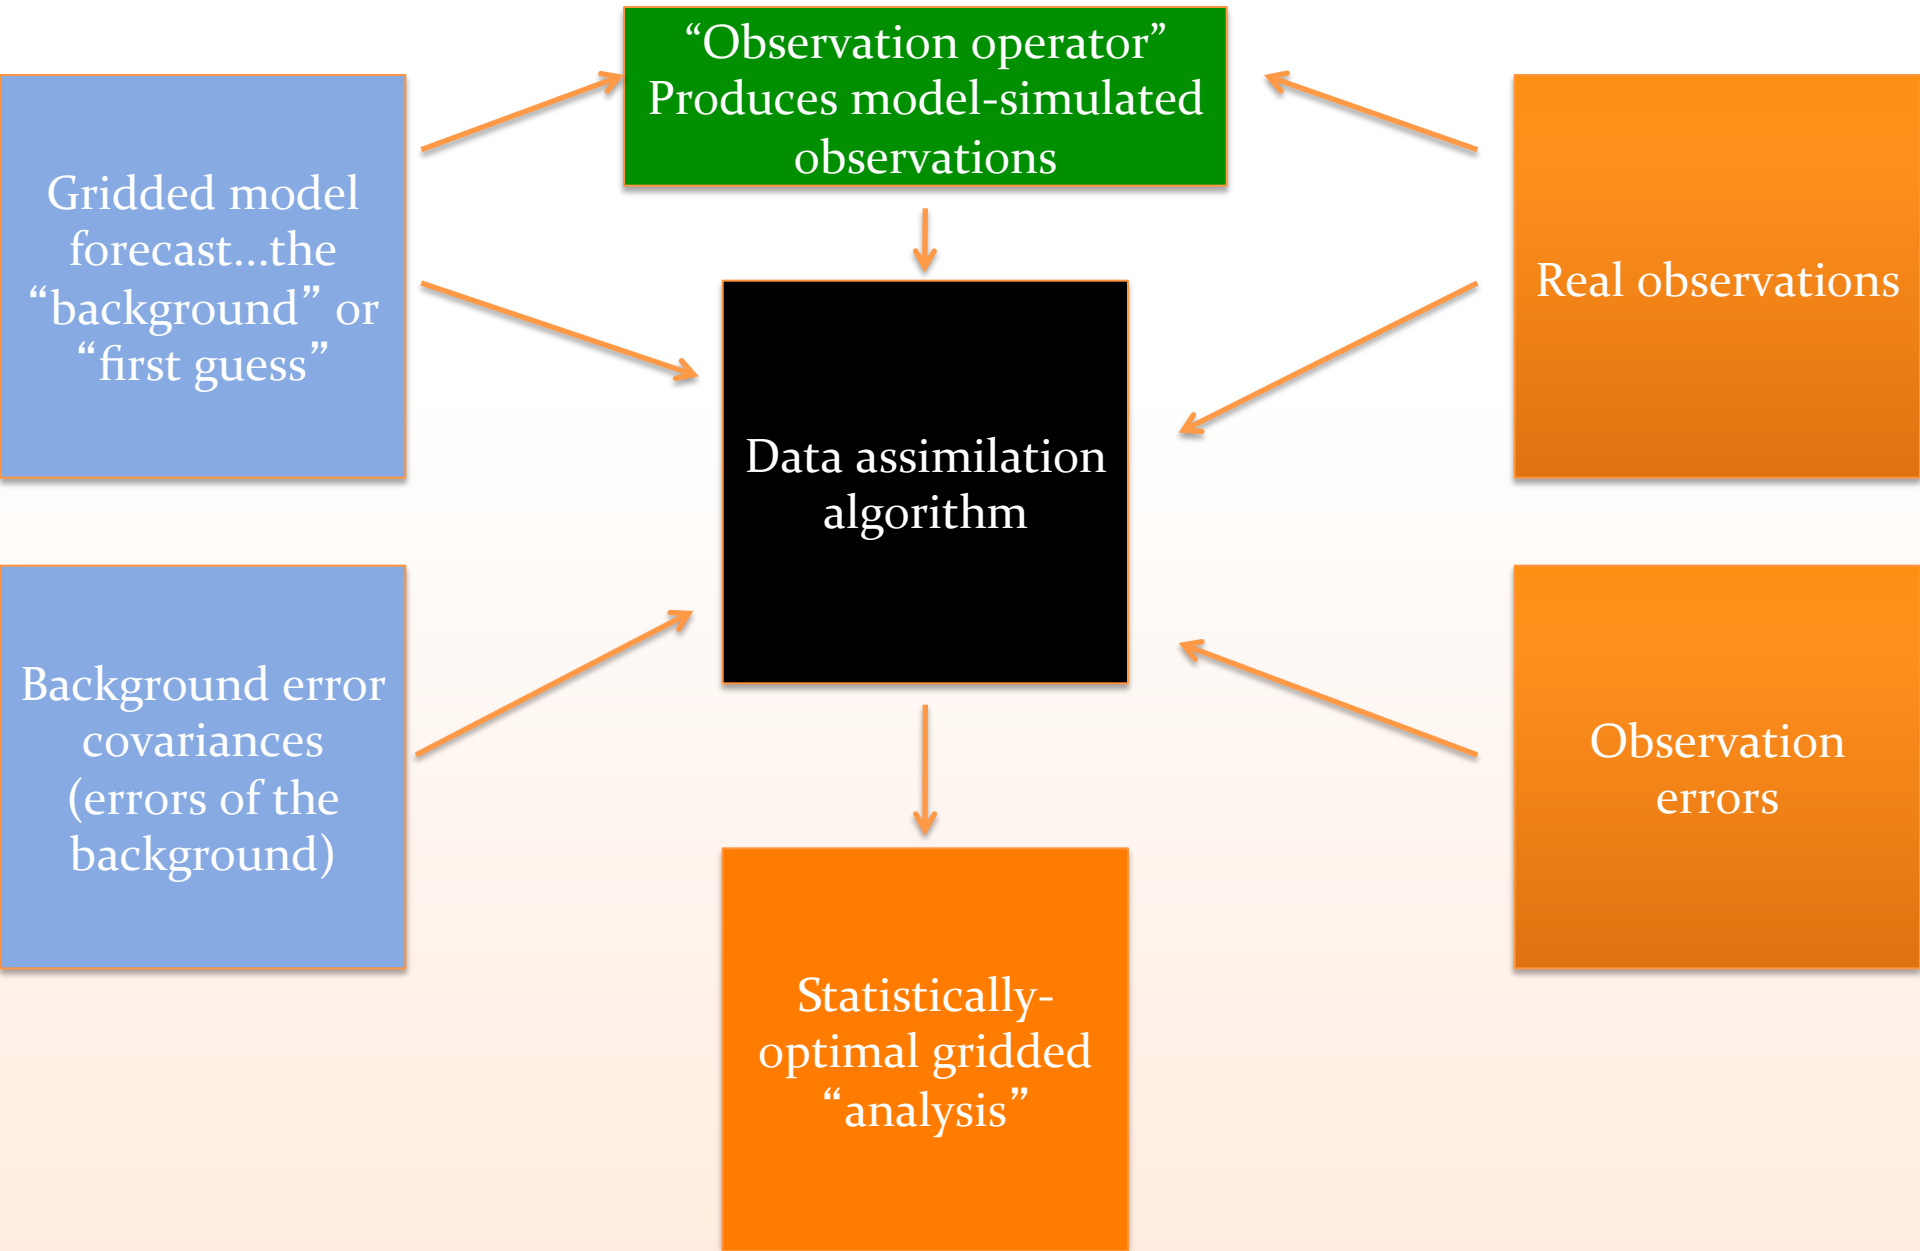 “Observation operator”
Produces model-simulated
observations
Gridded model
forecast...the
“background” or
“first guess”
Real observations
Data assimilation
algorithm
Background error
covariances
(errors of the
background)
Observation
errors
Statistically-
optimal gridded
“analysis”